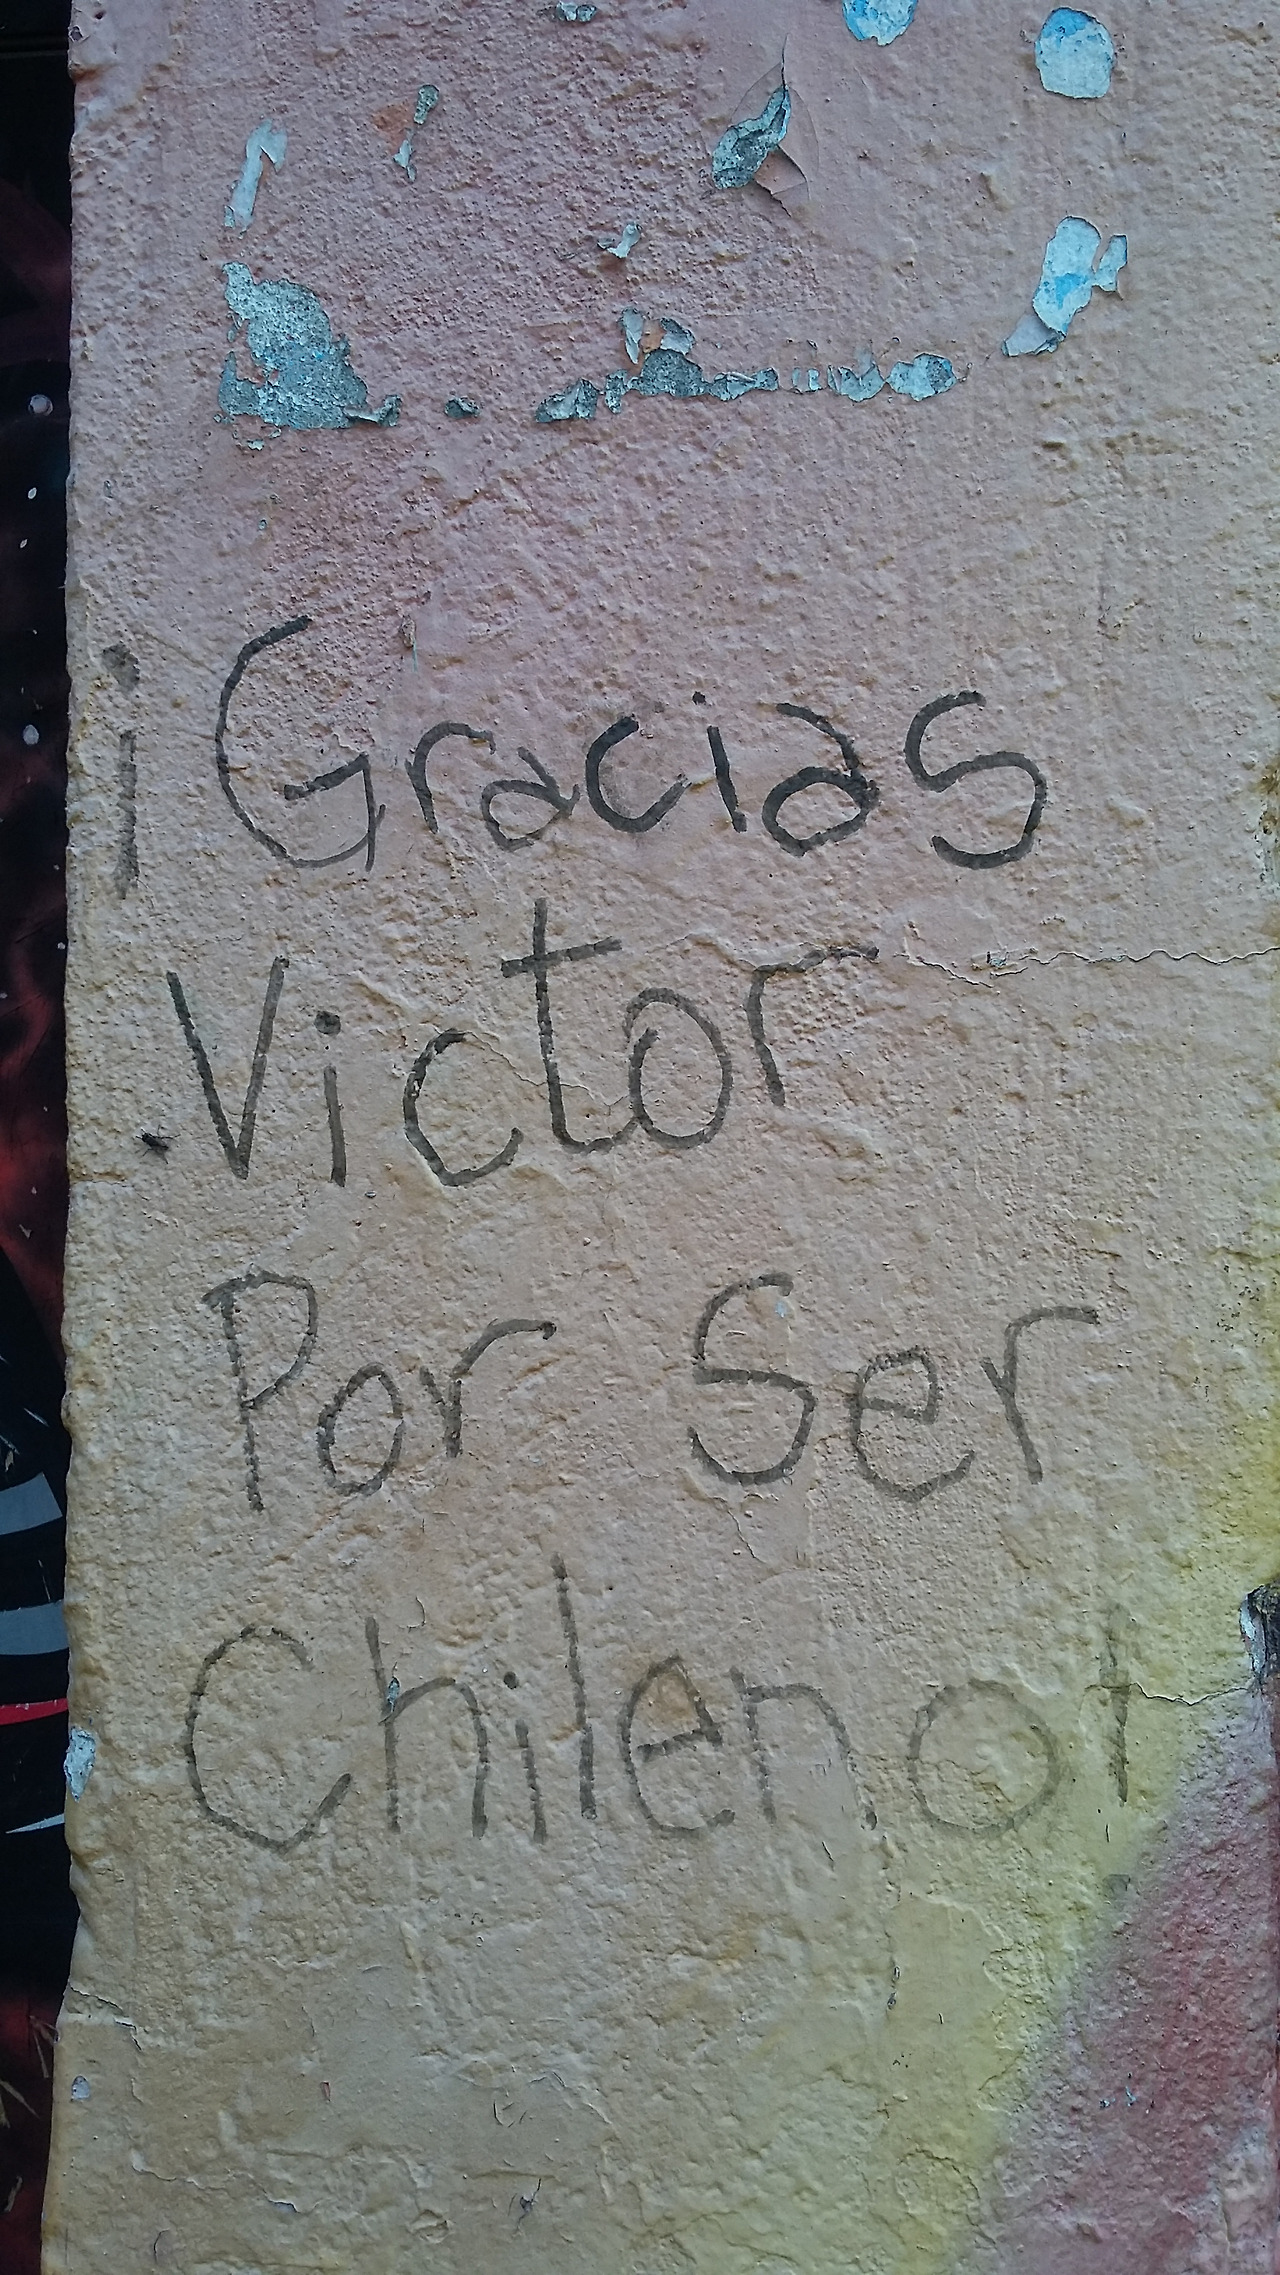 ¡Gracias
Victor
Por Ser
Chileno!